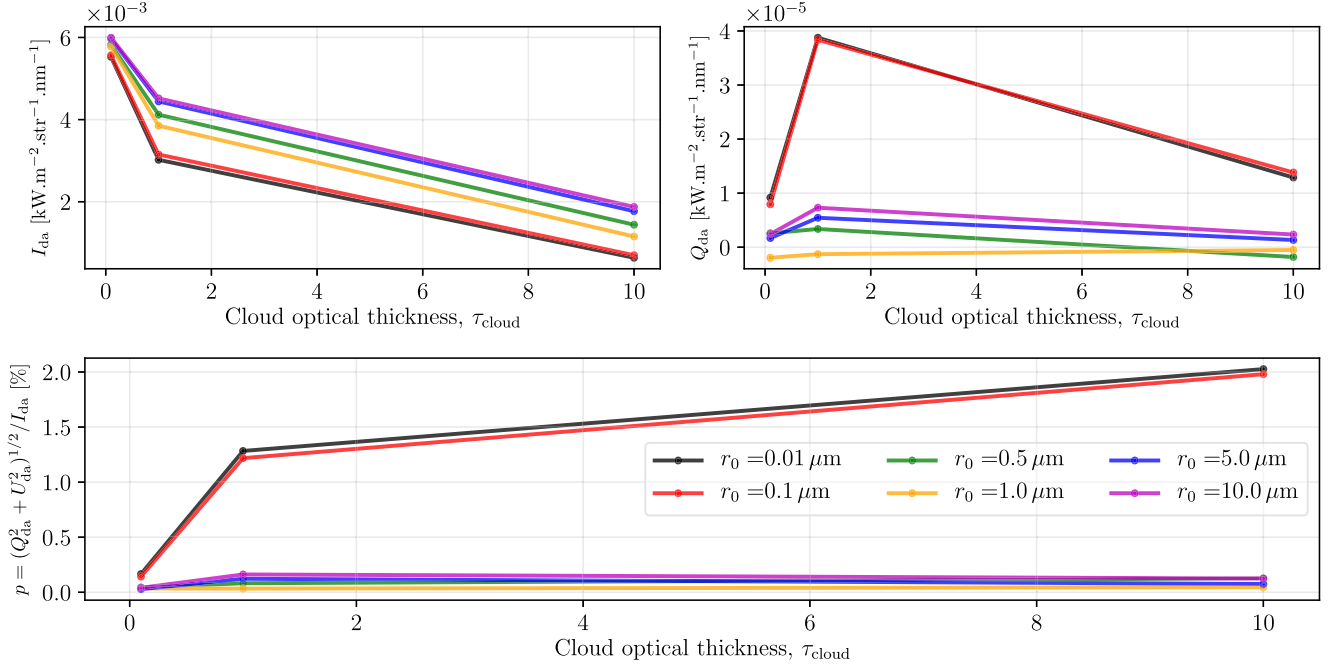 ×10⁻³
I_da [kW.m⁻².str⁻¹.nm⁻¹]
6
4
2
0 2 4 6 8 10
Cloud optical thickness, τ_cloud
×10⁻⁵
Q_da [kW.m⁻².str⁻¹.nm⁻¹]
4
3
2
1
0
0 2 4 6 8 10
Cloud optical thickness, τ_cloud
p = (Q²_da + U²_da)^{1/2}/I_da [%]
2.0
1.5
1.0
0.5
0.0
r₀ =0.01 μm r₀ =0.5 μm r₀ =5.0 μm
r₀ =0.1 μm r₀ =1.0 μm r₀ =10.0 μm
0 2 4 6 8 10
Cloud optical thickness, τ_cloud